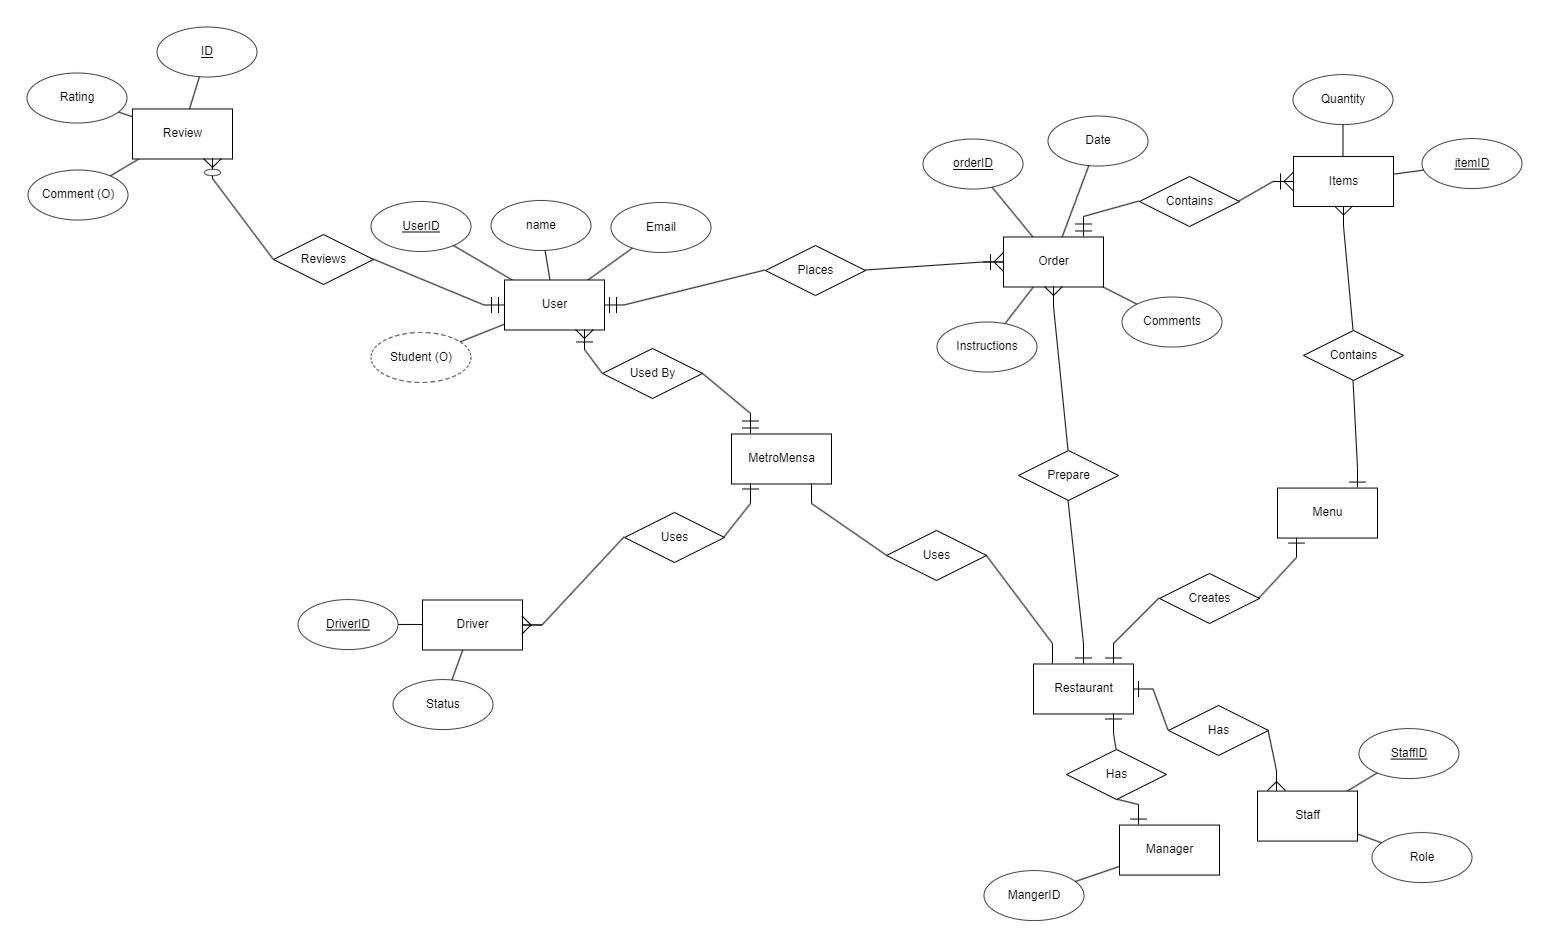 ID
Rating
Review
Comment (O)
Reviews
UserID
name
Email
User
Student (O)
Places
orderID
Date
Order
Instructions
Comments
Contains
Quantity
Items
itemID
Used By
Contains
MetroMensa
Prepare
Menu
Uses
Uses
Creates
DriverID
Driver
Status
Restaurant
Has
Has
StaffID
Staff
Role
Manager
MangerID